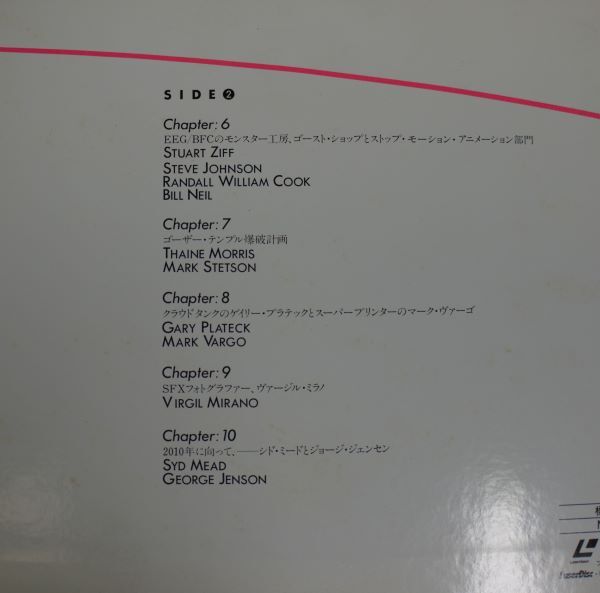 SIDE ❷
Chapter: 6
EEG/BFCのモンスター工房、ゴースト・ショップとストップ・モーション・アニメーション部門
STUART ZIFF
STEVE JOHNSON
RANDALL WILLIAM COOK
BILL NEIL
Chapter: 7
ゴーザー・テンプル爆破計画
THAINE MORRIS
MARK STETSON
Chapter: 8
クラウドタンクのゲイリー・プラテックとスーパープリンターのマーク・ヴァーゴ
GARY PLATECK
MARK VARGO
Chapter: 9
SFXフォトグラファー、ヴァージル・ミラノ
VIRGIL MIRANO
Chapter: 10
2010年に向って、——シド・ミードとジョージ・ジェンセン
SYD MEAD
GEORGE JENSON
LaserDisc